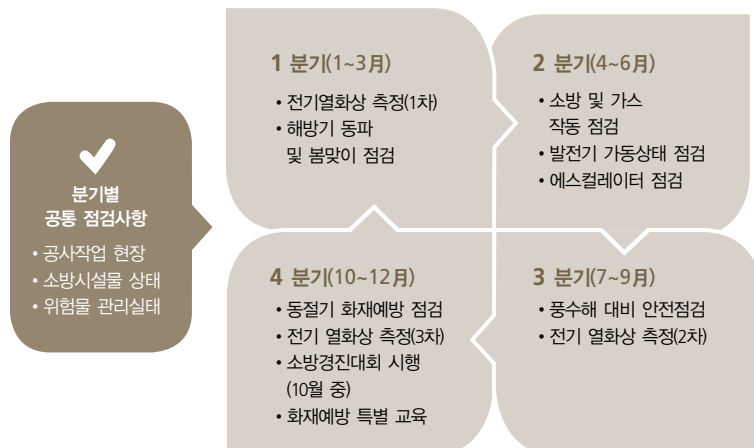 분기별
공통 점검사항
• 공사작업 현장
• 소방시설물 상태
• 위험물 관리실태
1 분기(1~3月)
• 전기열화상 측정(1차)
• 해방기 동파
및 봄맞이 점검
2 분기(4~6月)
• 소방 및 가스
작동 점검
• 발전기 가동상태 점검
• 에스컬레이터 점검
3 분기(7~9月)
• 풍수해 대비 안전점검
• 전기 열화상 측정(2차)
4 분기(10~12月)
• 동절기 화재예방 점검
• 전기 열화상 측정(3차)
• 소방경진대회 시행
(10월 중)
• 화재예방 특별 교육